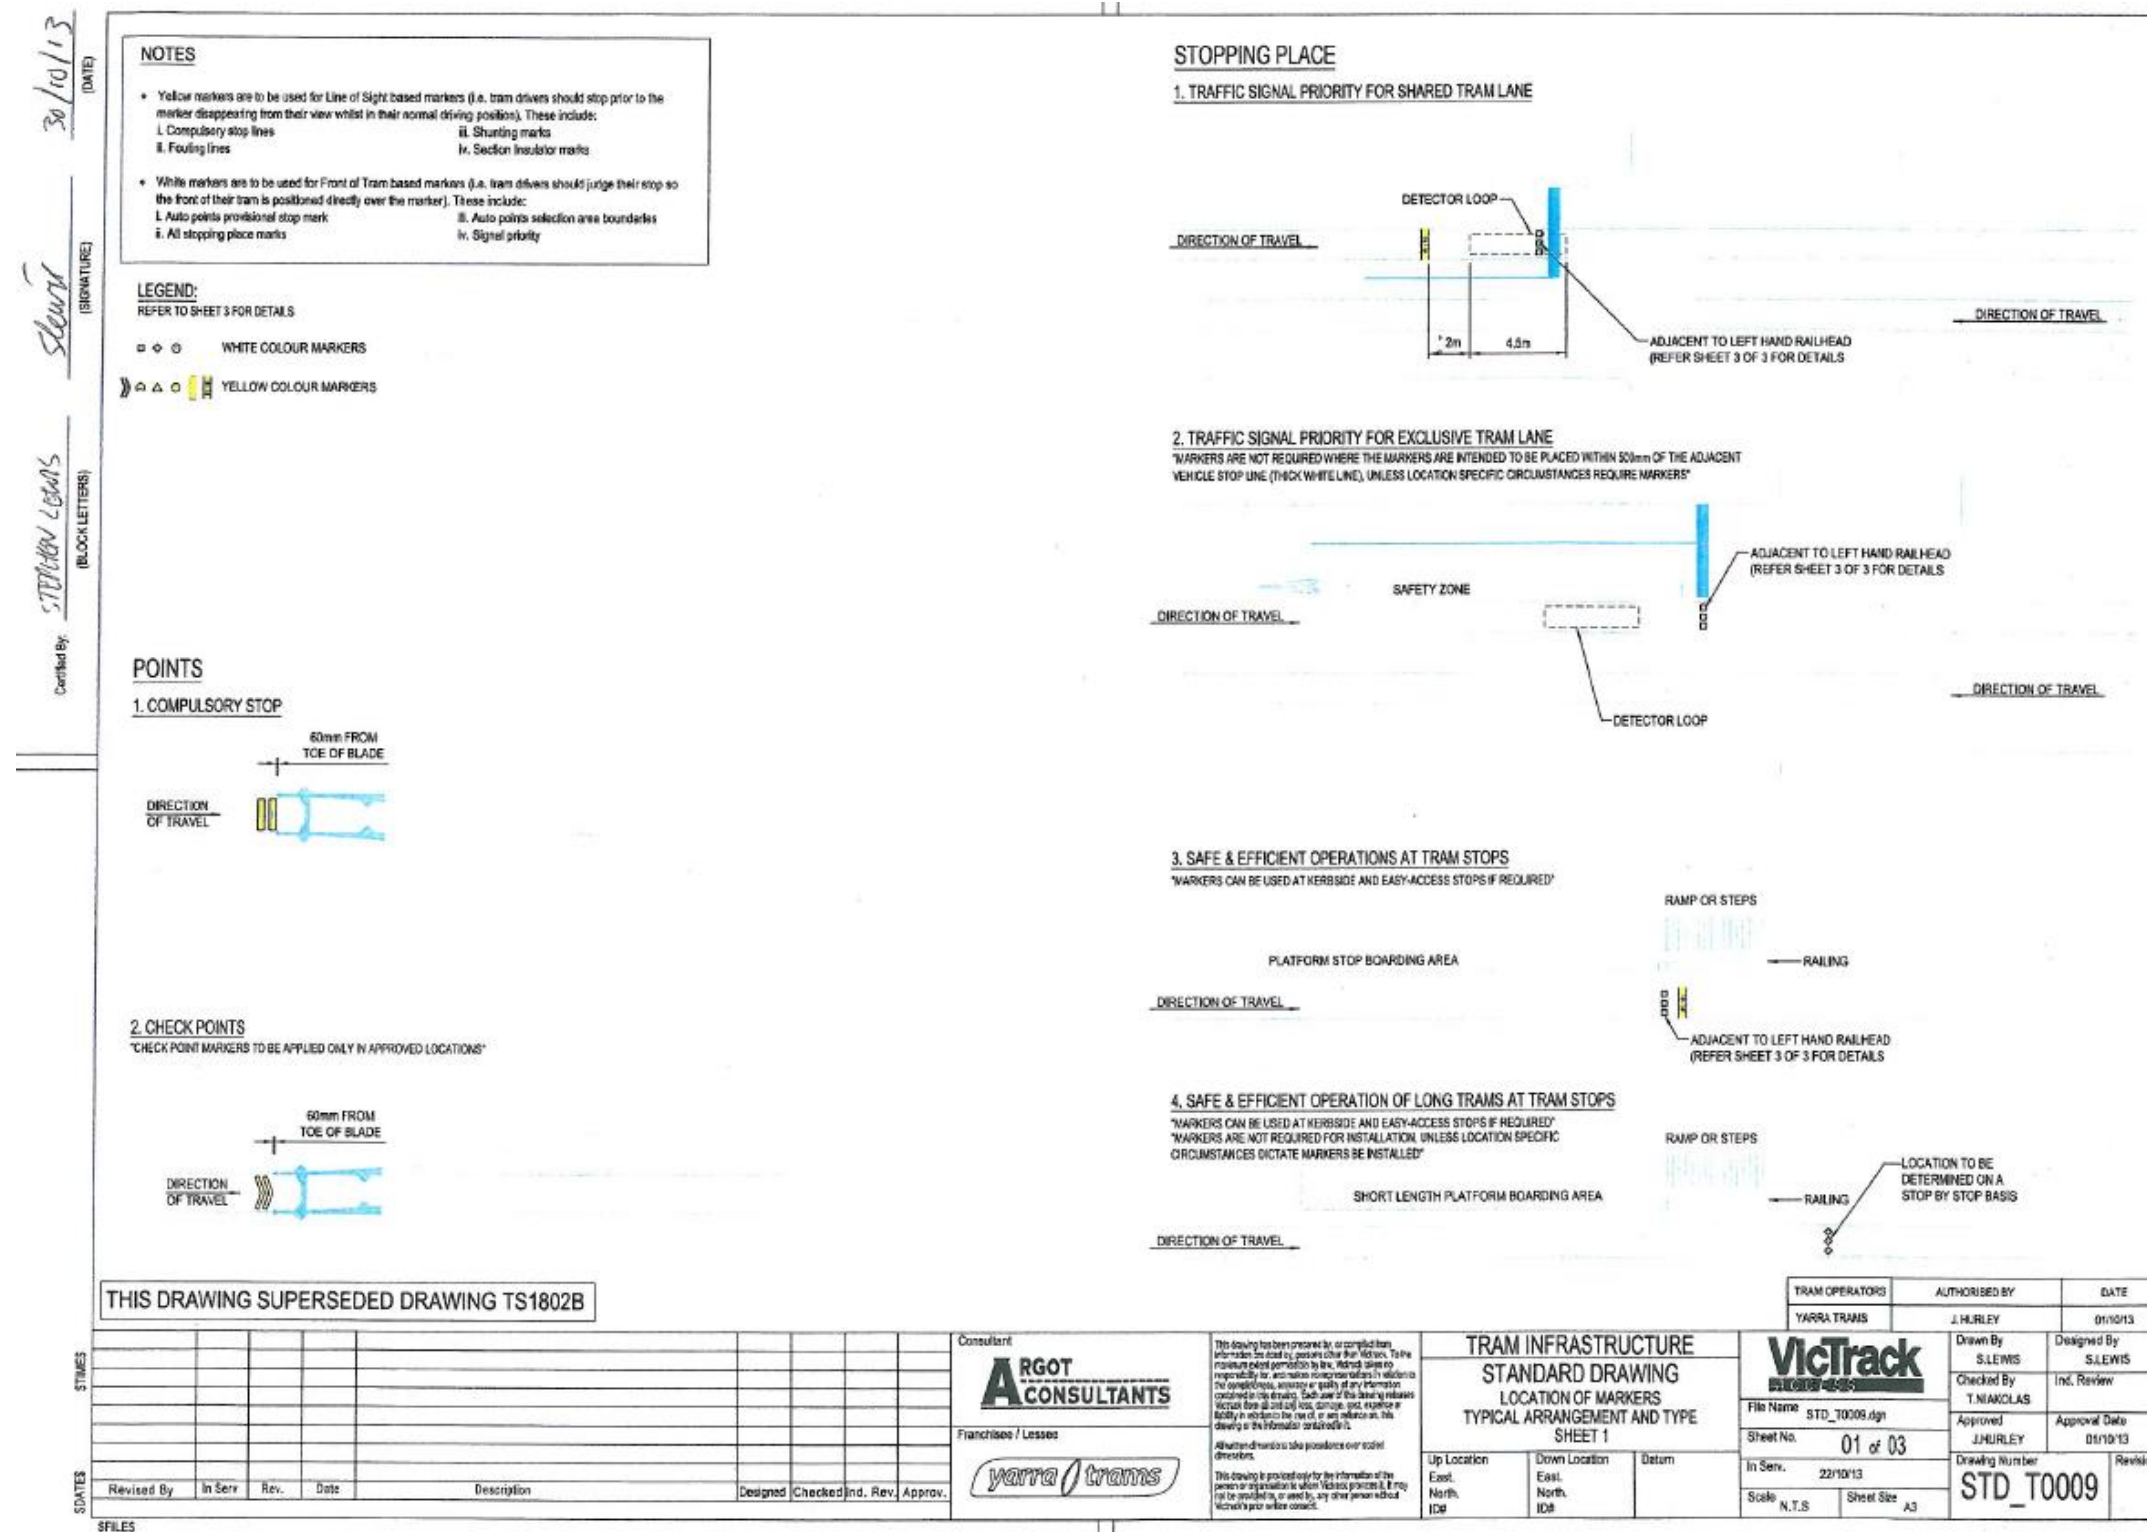 NOTES
• Yellow markers are to be used for Line of Sight based markers (i.e. tram drivers should stop prior to the
marker disappearing from their view whilst in their normal driving position). These include:
i. Compulsory stop lines
iii. Shunting marks
ii. Fouling lines
iv. Section Insulator marks
• White markers are to be used for Front of Tram based markers (i.e. tram drivers should judge their stop so
the front of their tram is positioned directly over the marker). These include:
i. Auto points provisional stop mark
iii. Auto points selection area boundaries
ii. All stopping place marks
iv. Signal priority
LEGEND:
REFER TO SHEET 3 FOR DETAILS
WHITE COLOUR MARKERS
YELLOW COLOUR MARKERS
POINTS
1. COMPULSORY STOP
60mm FROM
TOE OF BLADE
DIRECTION
OF TRAVEL
2. CHECK POINTS
"CHECK POINT MARKERS TO BE APPLIED ONLY IN APPROVED LOCATIONS"
60mm FROM
TOE OF BLADE
DIRECTION
OF TRAVEL
STOPPING PLACE
1. TRAFFIC SIGNAL PRIORITY FOR SHARED TRAM LANE
DETECTOR LOOP
DIRECTION OF TRAVEL
DIRECTION OF TRAVEL
2m
4.5m
ADJACENT TO LEFT HAND RAILHEAD
(REFER SHEET 3 OF 3 FOR DETAILS
2. TRAFFIC SIGNAL PRIORITY FOR EXCLUSIVE TRAM LANE
"MARKERS ARE NOT REQUIRED WHERE THE MARKERS ARE INTENDED TO BE PLACED WITHIN 500mm OF THE ADJACENT
VEHICLE STOP LINE (THICK WHITE LINE), UNLESS LOCATION SPECIFIC CIRCUMSTANCES REQUIRE MARKERS"
ADJACENT TO LEFT HAND RAILHEAD
(REFER SHEET 3 OF 3 FOR DETAILS
SAFETY ZONE
DIRECTION OF TRAVEL
DIRECTION OF TRAVEL
DETECTOR LOOP
3. SAFE & EFFICIENT OPERATIONS AT TRAM STOPS
"MARKERS CAN BE USED AT KERBSIDE AND EASY-ACCESS STOPS IF REQUIRED"
RAMP OR STEPS
PLATFORM STOP BOARDING AREA
RAILING
DIRECTION OF TRAVEL
ADJACENT TO LEFT HAND RAILHEAD
(REFER SHEET 3 OF 3 FOR DETAILS
4. SAFE & EFFICIENT OPERATION OF LONG TRAMS AT TRAM STOPS
"MARKERS CAN BE USED AT KERBSIDE AND EASY-ACCESS STOPS IF REQUIRED"
"MARKERS ARE NOT REQUIRED FOR INSTALLATION, UNLESS LOCATION SPECIFIC
CIRCUMSTANCES DICTATE MARKERS BE INSTALLED"
RAMP OR STEPS
LOCATION TO BE
DETERMINED ON A
STOP BY STOP BASIS
SHORT LENGTH PLATFORM BOARDING AREA
RAILING
DIRECTION OF TRAVEL
Certified By: STEPHEN LEWIS (BLOCK LETTERS)
(SIGNATURE)
30/10/13 (DATE)
THIS DRAWING SUPERSEDED DRAWING TS1802B
Revised By In Serv Rev. Date Description Designed Checked Ind. Rev. Approv.
$TIME$
$DATE$
$FILE$
Consultant
ARGOT
CONSULTANTS
Franchisee / Lessee
yarra trams
All written dimensions take precedence over scaled
dimensions.
TRAM INFRASTRUCTURE
STANDARD DRAWING
LOCATION OF MARKERS
TYPICAL ARRANGEMENT AND TYPE
SHEET 1
Up Location
East.
North.
ID#
Down Location
East.
North.
ID#
Datum
TRAM OPERATORS AUTHORISED BY DATE
YARRA TRAMS J.HURLEY 01/10/13
VicTrack
ACCESS
File Name STD_T0009.dgn
Sheet No. 01 of 03
In Serv. 22/10/13
Scale N.T.S
Sheet Size A3
Drawn By
S.LEWIS
Designed By
S.LEWIS
Checked By
T.NIAKOLAS
Ind. Review
Approved
J.HURLEY
Approval Date
01/10/13
Drawing Number
STD_T0009